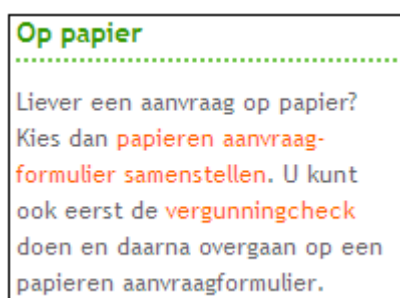 Op papier
Liever een aanvraag op papier?
Kies dan papieren aanvraag-
formulier samenstellen. U kunt
ook eerst de vergunningcheck
doen en daarna overgaan op een
papieren aanvraagformulier.